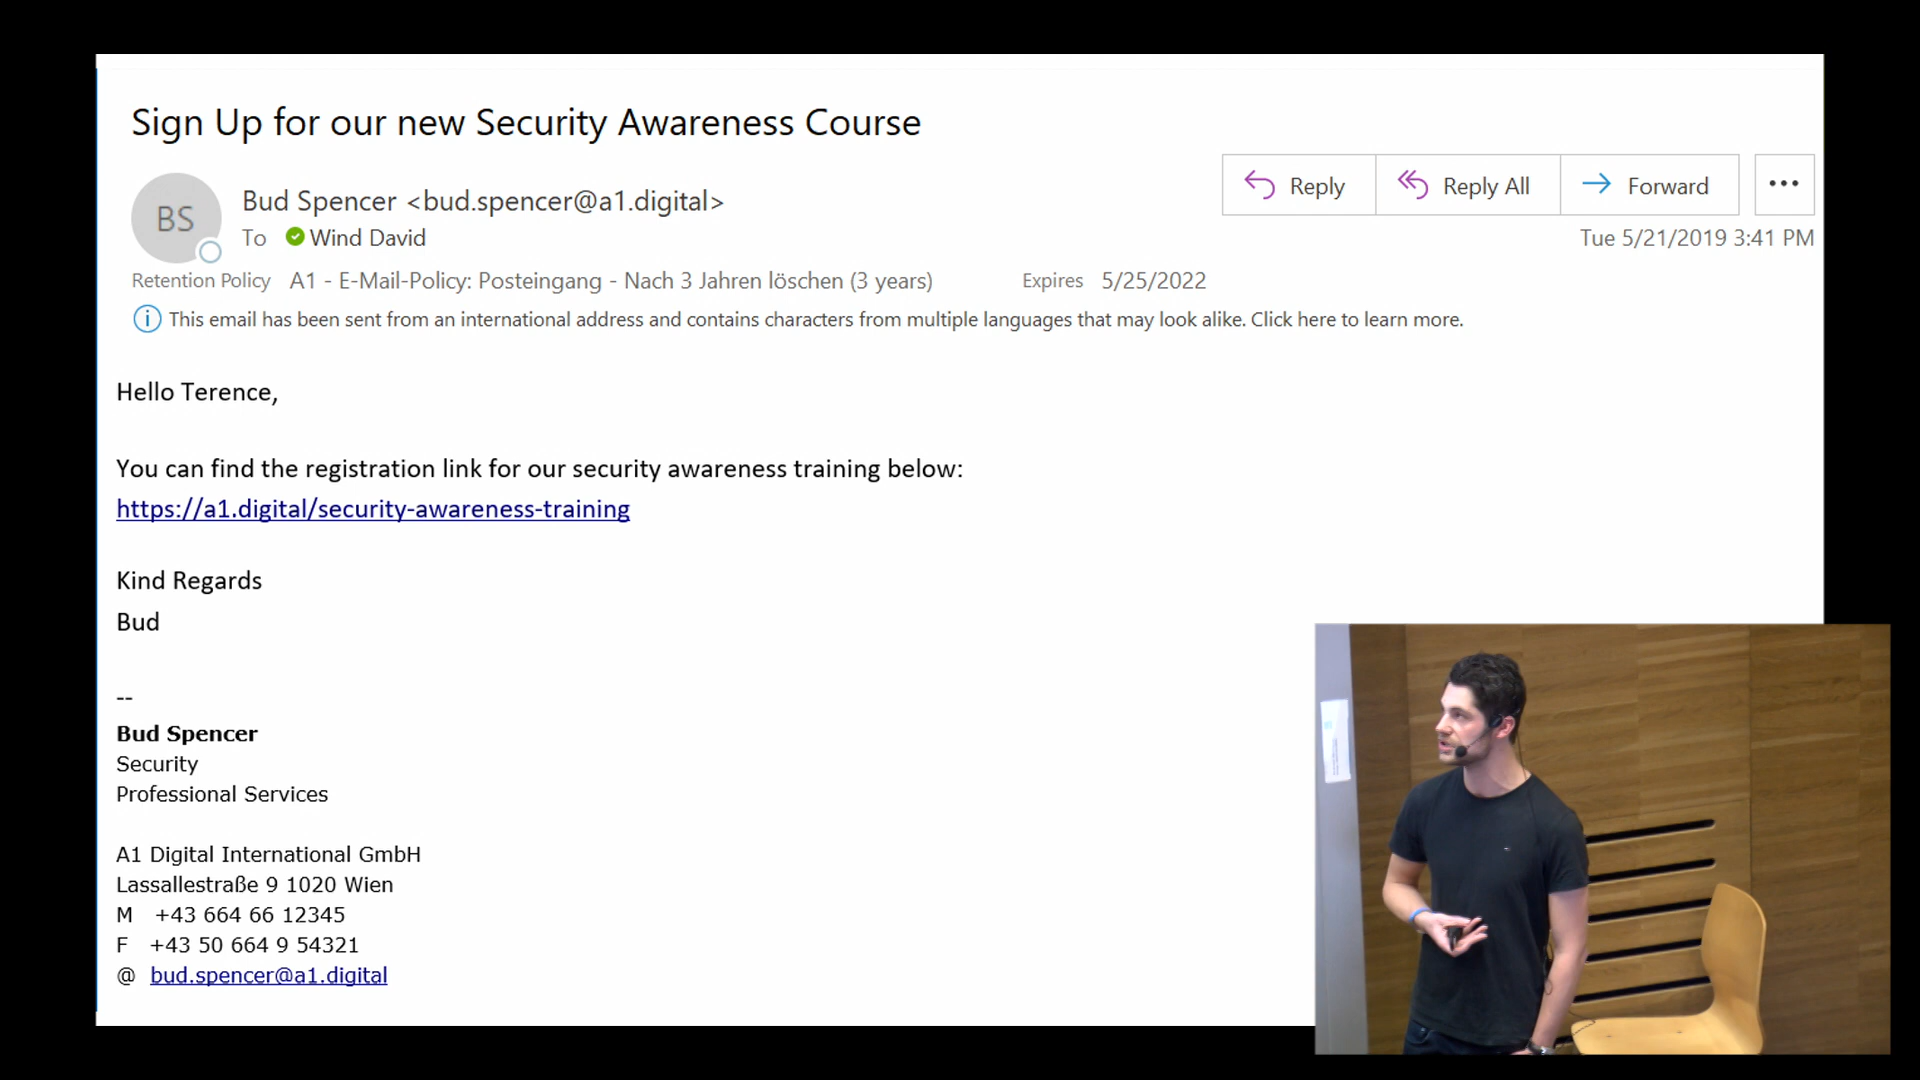 Sign Up for our new Security Awareness Course
BS
Bud Spencer <bud.spencer@a1.digital>
Reply
Reply All
Forward
To Wind David
Tue 5/21/2019 3:41 PM
Retention Policy A1 - E-Mail-Policy: Posteingang - Nach 3 Jahren löschen (3 years) Expires 5/25/2022
This email has been sent from an international address and contains characters from multiple languages that may look alike. Click here to learn more.
Hello Terence,
You can find the registration link for our security awareness training below:
https://a1.digital/security-awareness-training
Kind Regards
Bud
--
Bud Spencer
Security
Professional Services
A1 Digital International GmbH
Lassallestraße 9 1020 Wien
M +43 664 66 12345
F +43 50 664 9 54321
@ bud.spencer@a1.digital